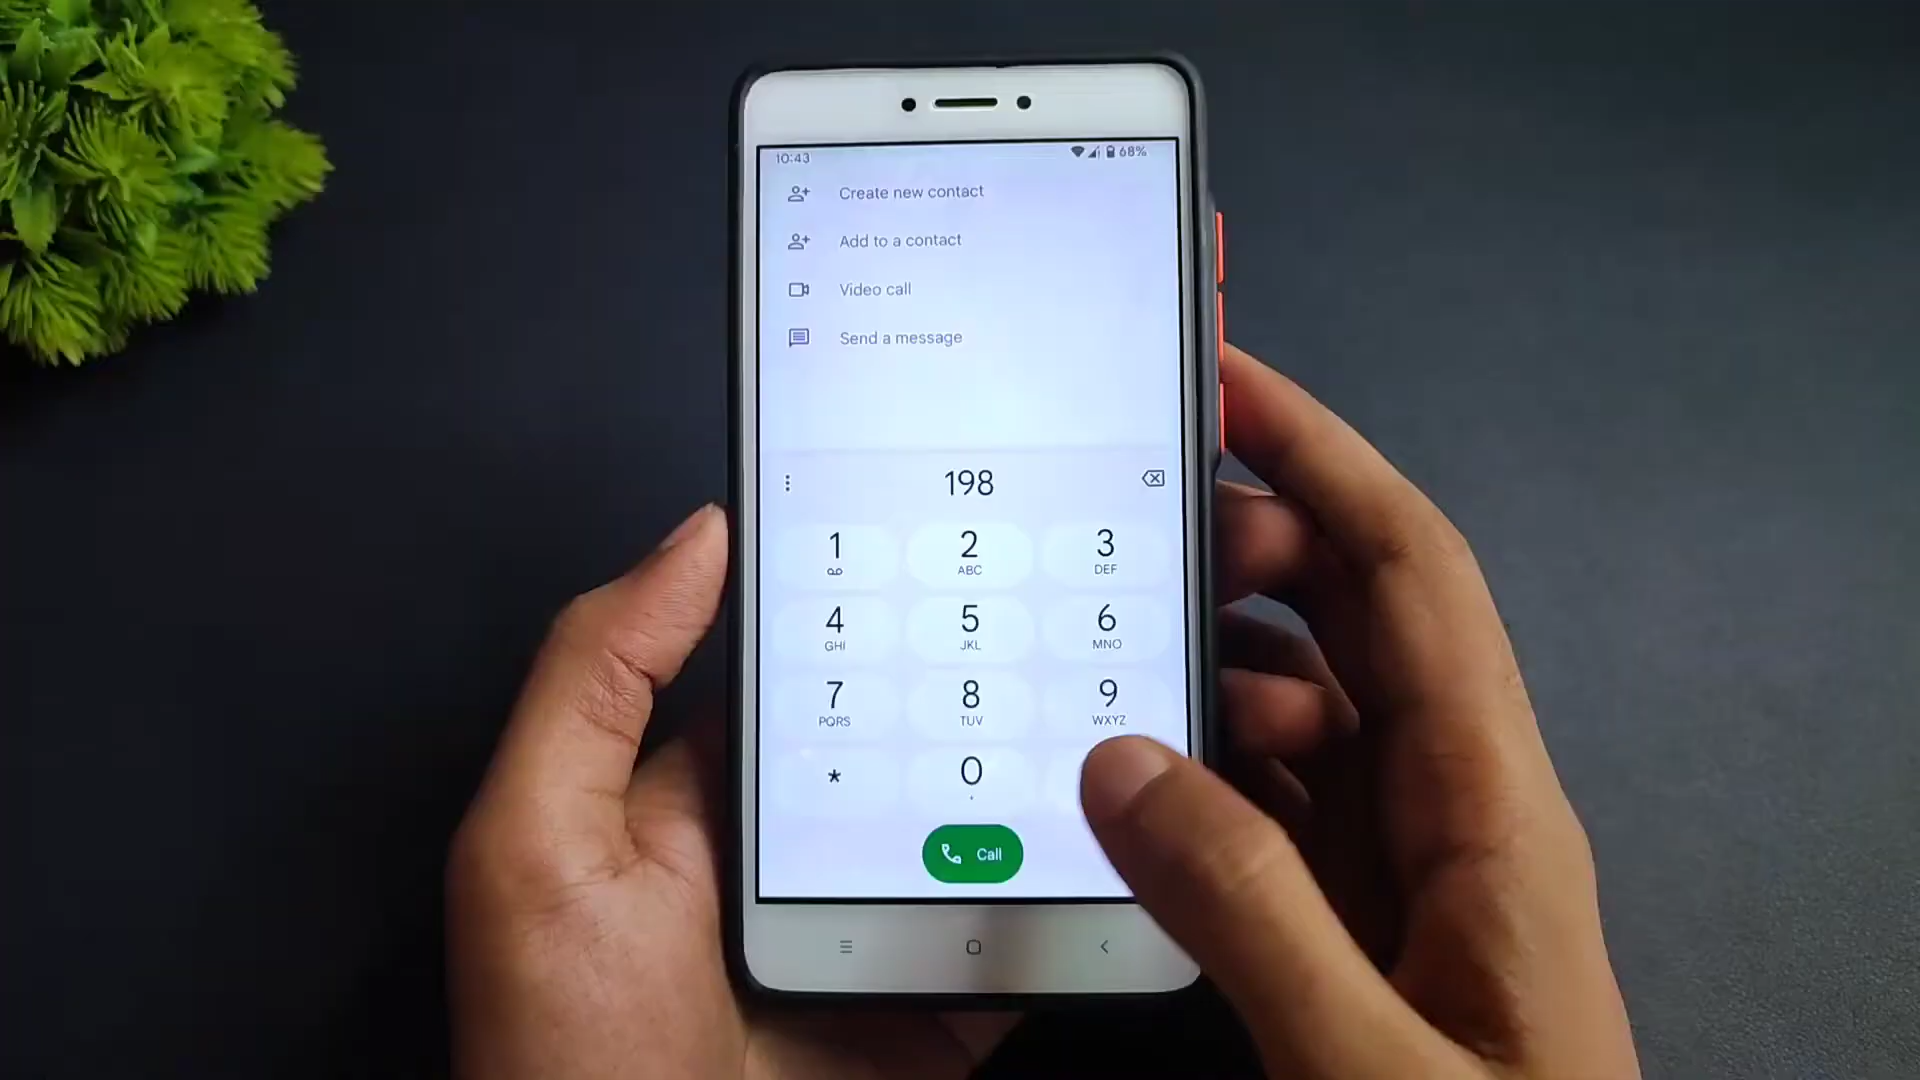 10:43 68%
Create new contact
Add to a contact
Video call
Send a message
198
1 2 3
ABC DEF
4 5 6
GHI JKL MNO
7 8 9
PQRS TUV WXYZ
* 0
Call